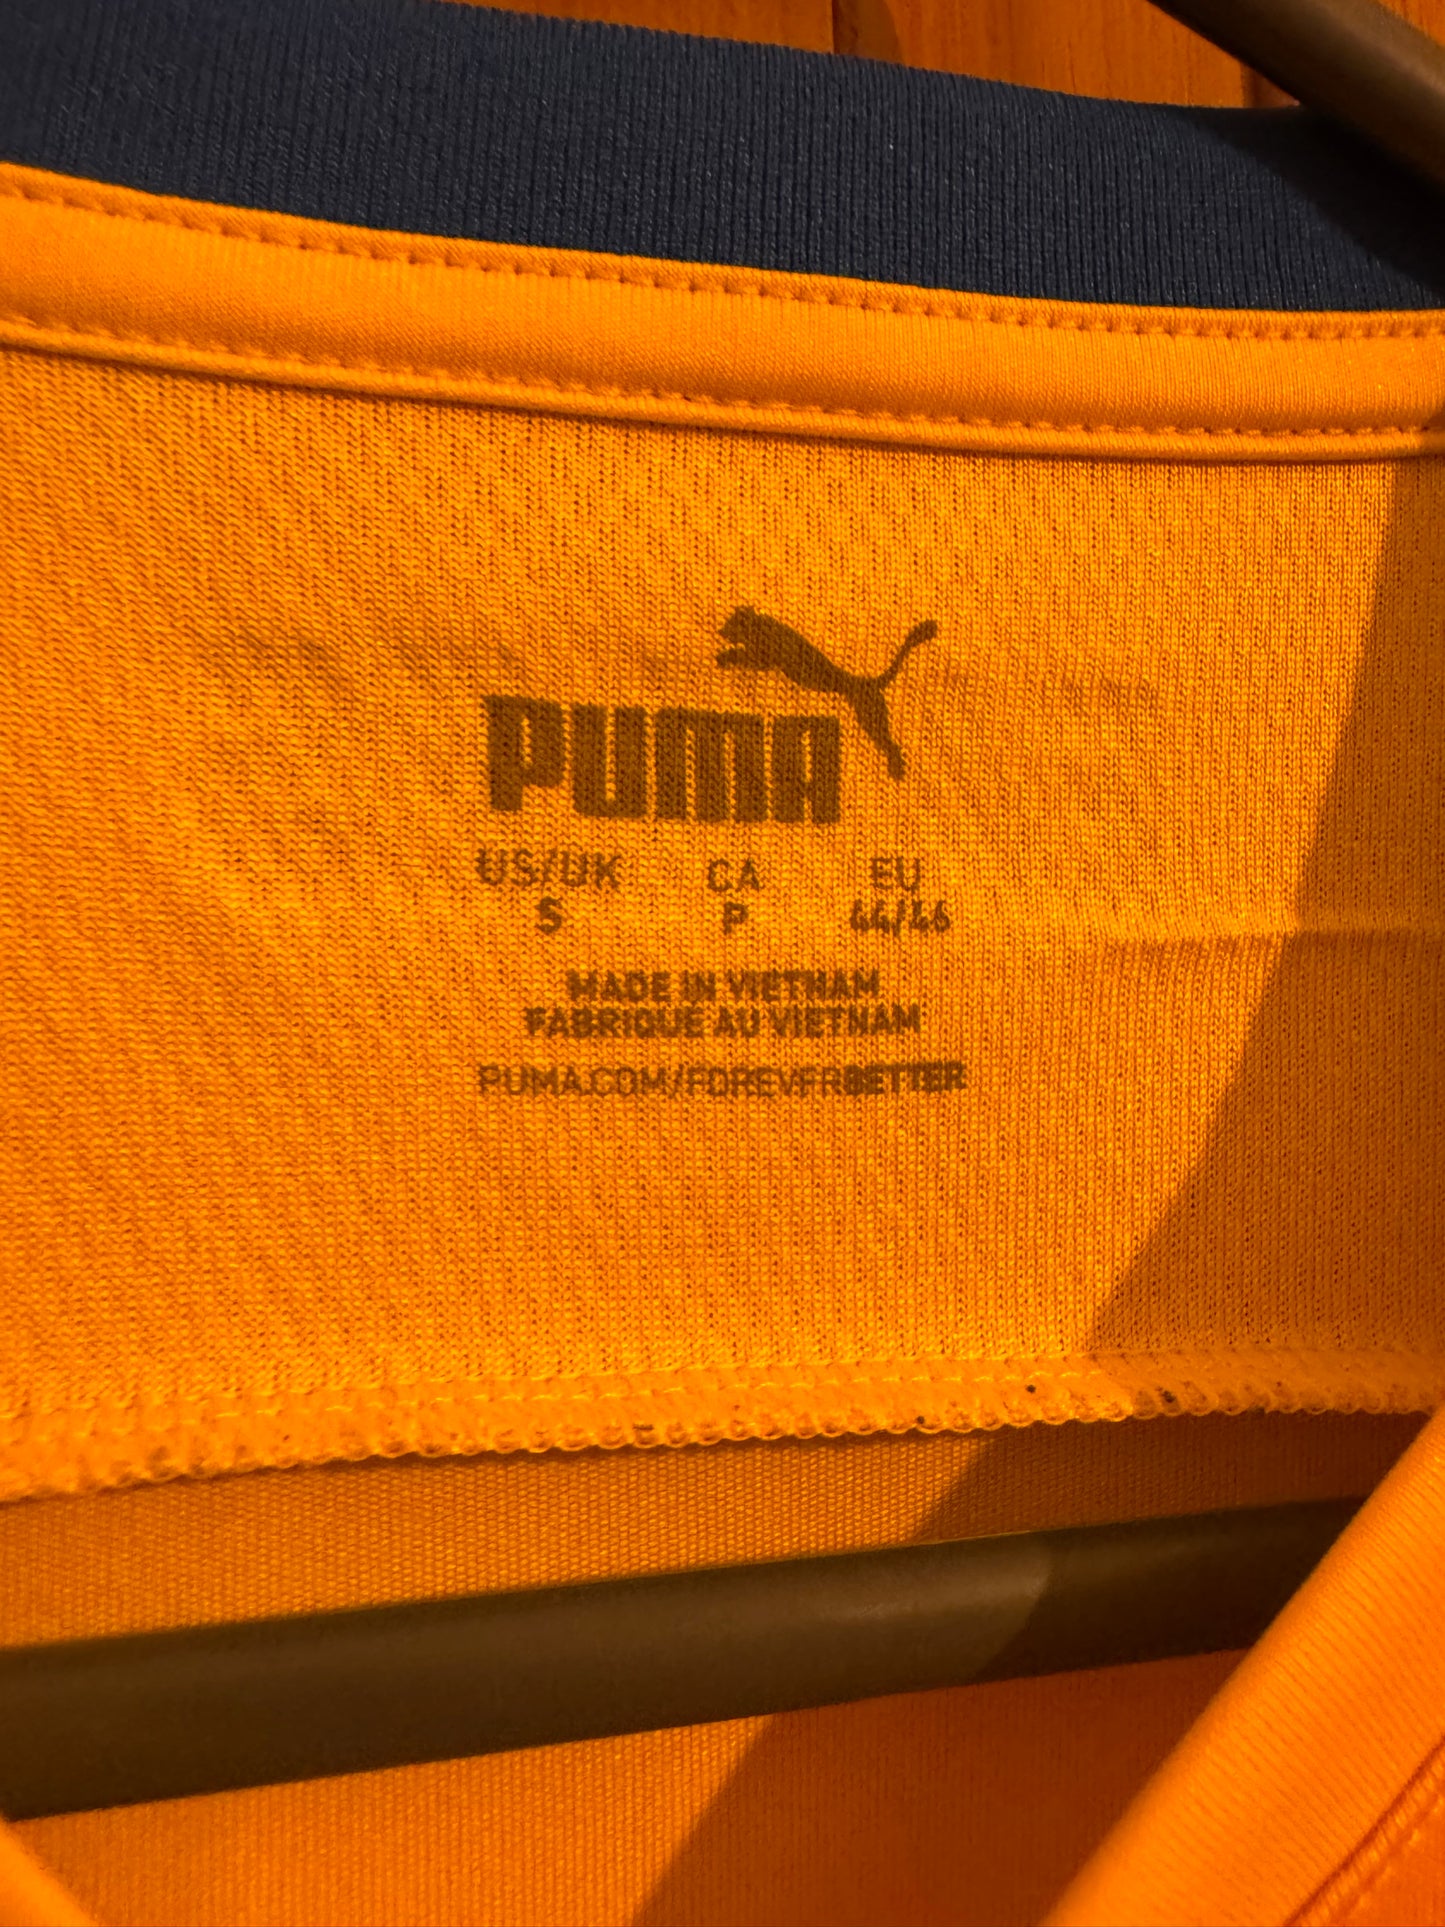 PUMA
US/UK CA EU
S P 44/46
MADE IN VIETNAM
FABRIQUE AU VIETNAM
PUMA.COM/FOREVERBETTER